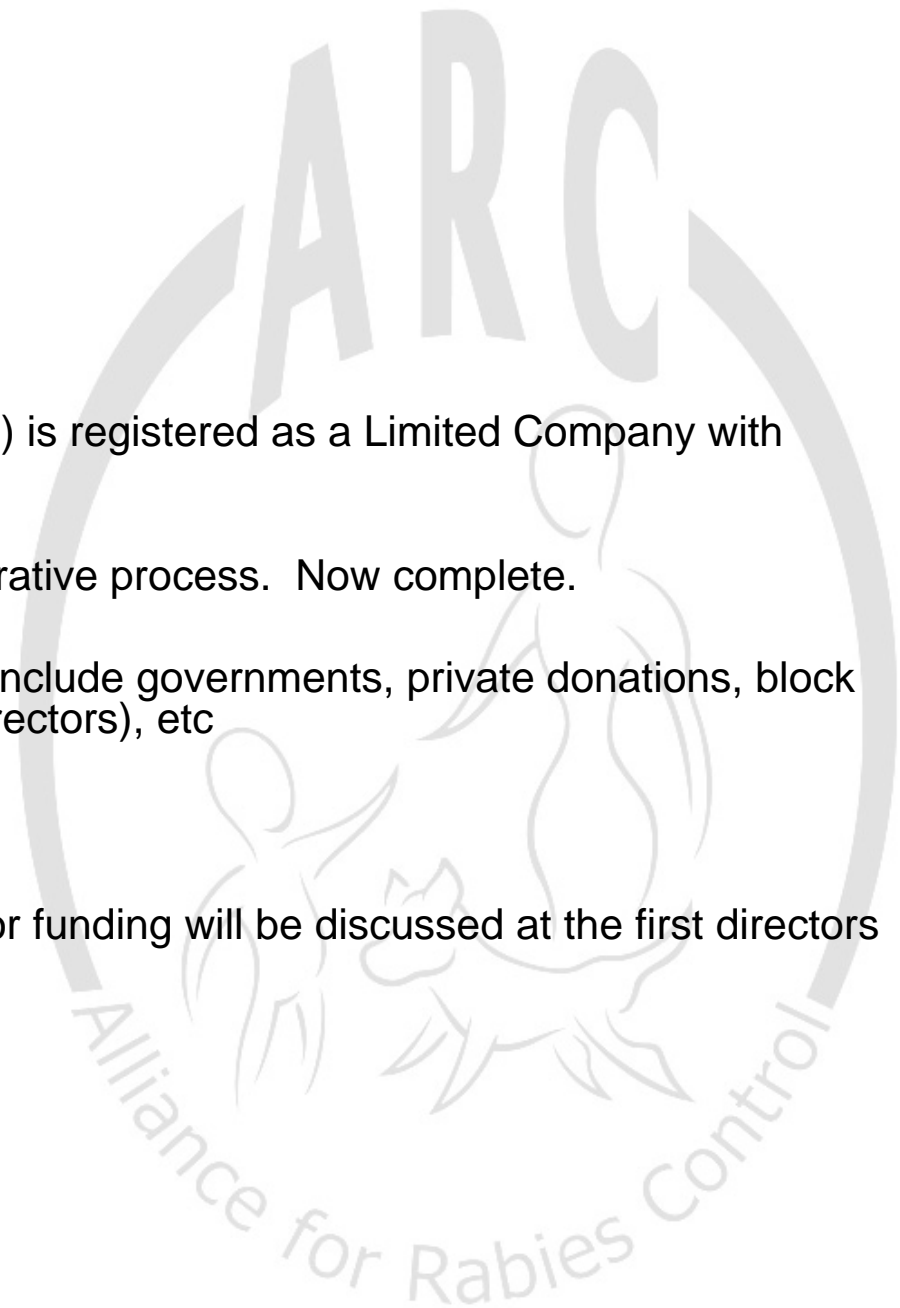 ARC
) is registered as a Limited Company with
rative process.  Now complete.
nclude governments, private donations, block
rectors), etc
or funding will be discussed at the first directors
Alliance for Rabies Control